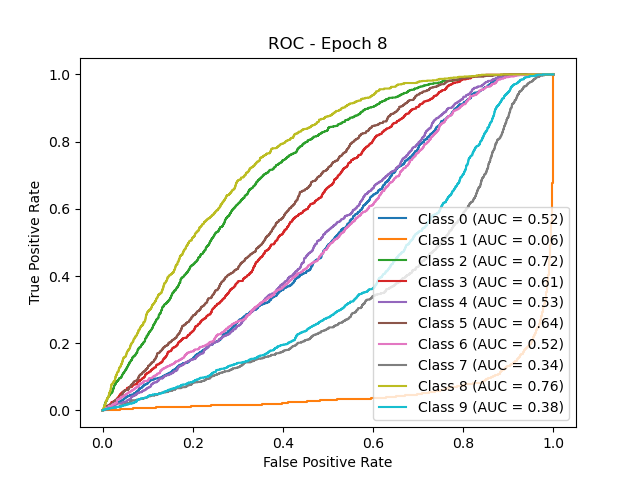 ROC - Epoch 8
True Positive Rate
1.0
0.8
0.6
0.4
0.2
0.0
Class 0 (AUC = 0.52)
Class 1 (AUC = 0.06)
Class 2 (AUC = 0.72)
Class 3 (AUC = 0.61)
Class 4 (AUC = 0.53)
Class 5 (AUC = 0.64)
Class 6 (AUC = 0.52)
Class 7 (AUC = 0.34)
Class 8 (AUC = 0.76)
Class 9 (AUC = 0.38)
0.0 0.2 0.4 0.6 0.8 1.0
False Positive Rate